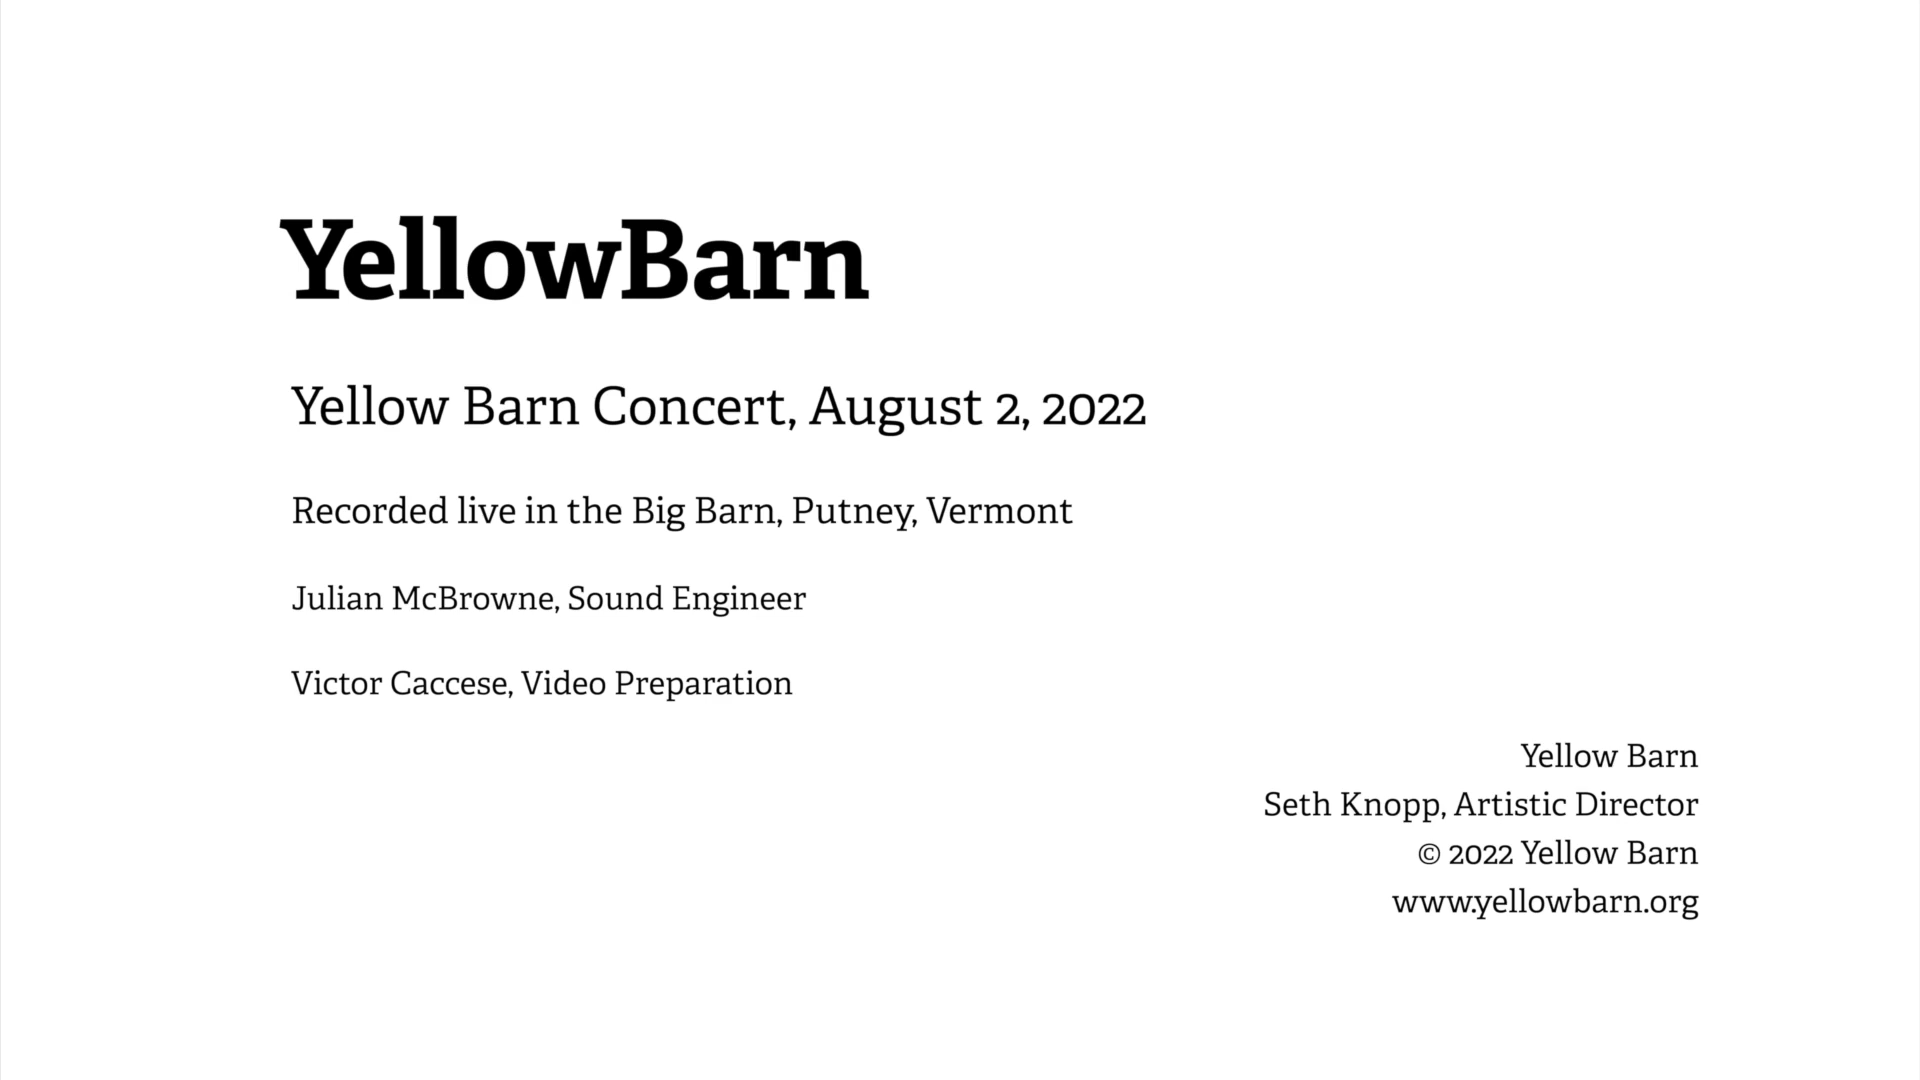 YellowBarn
Yellow Barn Concert, August 2, 2022
Recorded live in the Big Barn, Putney, Vermont
Julian McBrowne, Sound Engineer
Victor Caccese, Video Preparation
Yellow Barn
Seth Knopp, Artistic Director
© 2022 Yellow Barn
www.yellowbarn.org